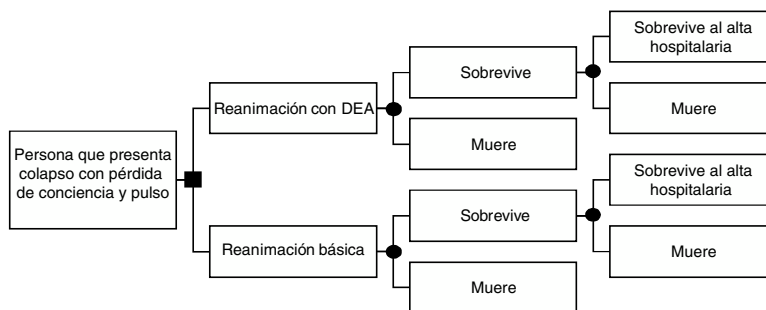 Persona que presenta
colapso con pérdida
de conciencia y pulso
Reanimación con DEA
Sobrevive
Sobrevive al alta
hospitalaria
Muere
Muere
Reanimación básica
Sobrevive
Sobrevive al alta
hospitalaria
Muere
Muere